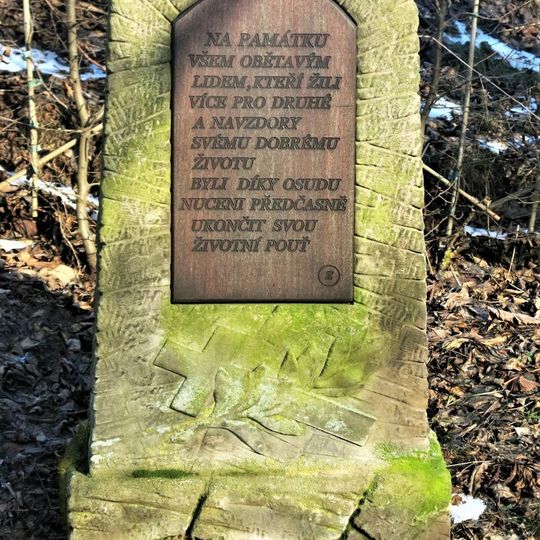 NA PAMÁTKU
VŠEM OBĚTAVÝM
LIDEM, KTEŘÍ ŽILI
VÍCE PRO DRUHÉ
A NAVZDORY
SVÉMU DOBRÉMU
ŽIVOTU
BYLI DÍKY OSUDU
NUCENI PŘEDČASNĚ
UKONČIT SVOU
ŽIVOTNÍ POUŤ